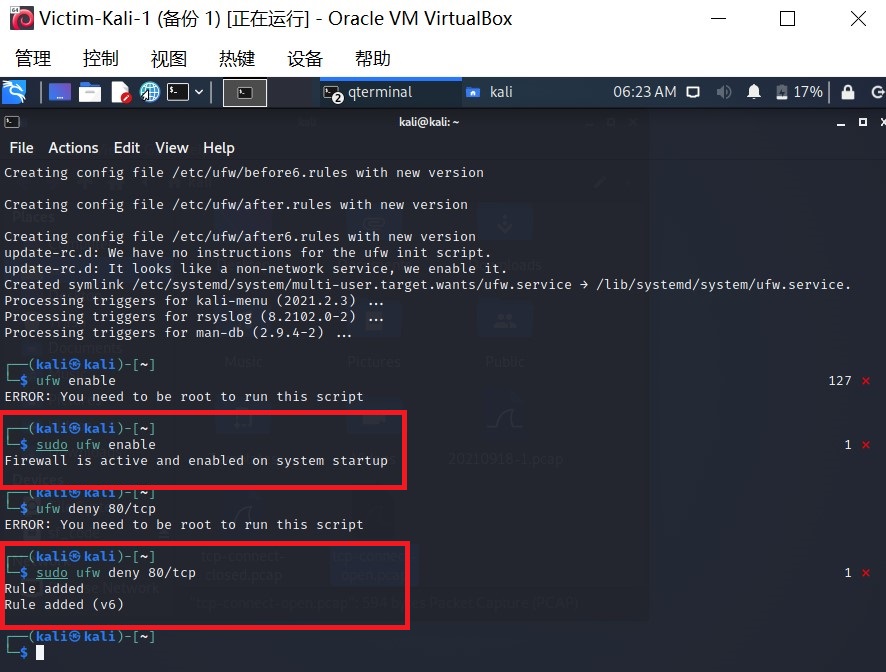 Victim-Kali-1 (备份 1) [正在运行] - Oracle VM VirtualBox
管理 控制 视图 热键 设备 帮助
qterminal kali 06:23 AM 17%
kali@kali: ~
File Actions Edit View Help
Creating config file /etc/ufw/before6.rules with new version
Creating config file /etc/ufw/after.rules with new version
Creating config file /etc/ufw/after6.rules with new version
update-rc.d: We have no instructions for the ufw init script.
update-rc.d: It looks like a non-network service, we enable it.
Created symlink /etc/systemd/system/multi-user.target.wants/ufw.service → /lib/systemd/system/ufw.service.
Processing triggers for kali-menu (2021.2.3) ...
Processing triggers for rsyslog (8.2102.0-2) ...
Processing triggers for man-db (2.9.4-2) ...
Music Pictures Public
┌──(kali㉿kali)-[~]
└─$ ufw enable 127 ⨯
ERROR: You need to be root to run this script
┌──(kali㉿kali)-[~]
└─$ sudo ufw enable 1 ⨯
Firewall is active and enabled on system startup
20210918-1.pcap
┌──(kali㉿kali)-[~]
└─$ ufw deny 80/tcp
ERROR: You need to be root to run this script
┌──(kali㉿kali)-[~]
└─$ sudo ufw deny 80/tcp 1 ⨯
Rule added
Rule added (v6)
┌──(kali㉿kali)-[~]
└─$